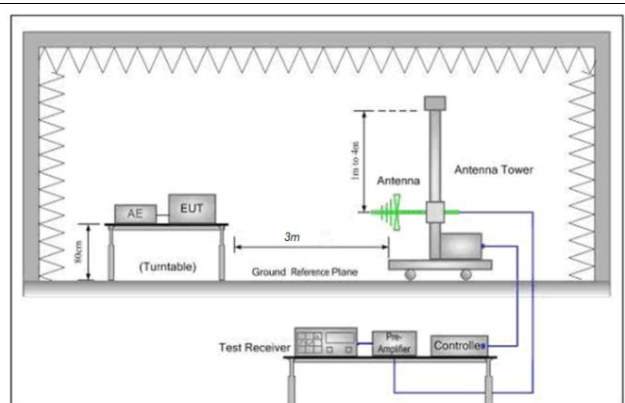 1m to 4m
Antenna Tower
Antenna
AE
EUT
3m
80cm
(Turntable)
Ground Reference Plane
Test Receiver
Pre-
Amplifier
Controller